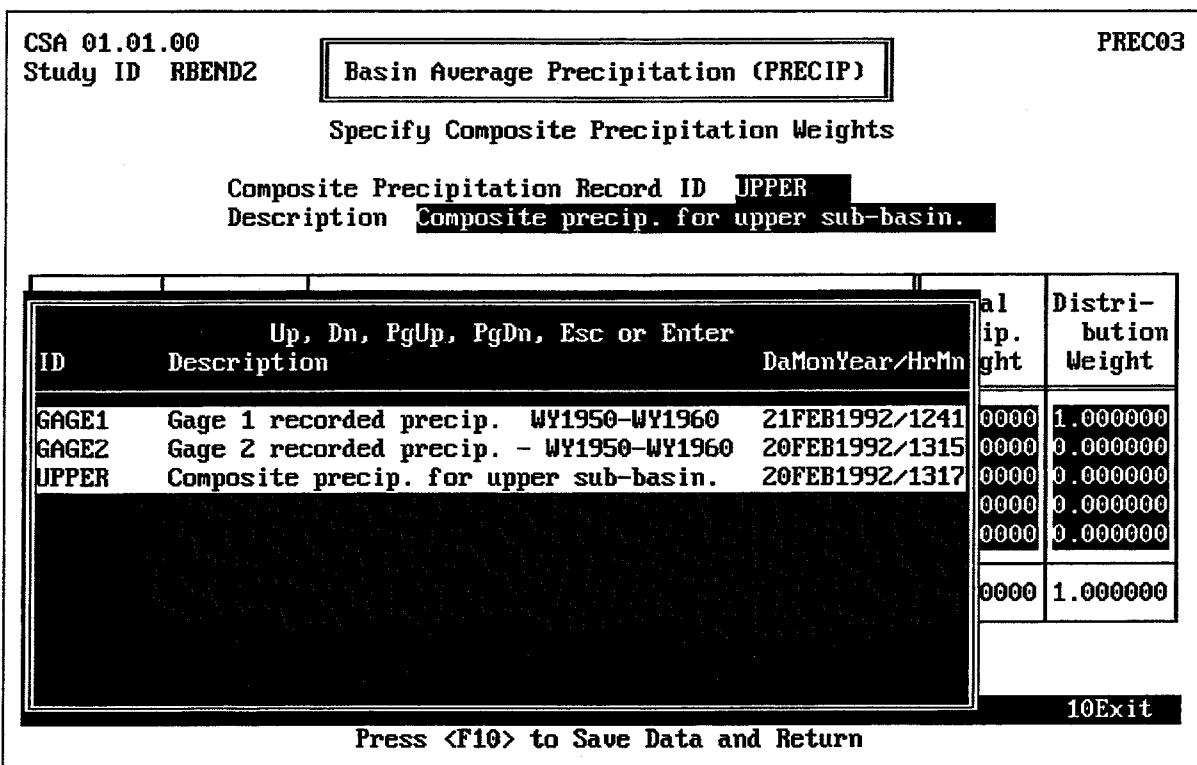 CSA 01.01.00 PREC03
Study ID RBEND2 Basin Average Precipitation (PRECIP)
Specify Composite Precipitation Weights
Composite Precipitation Record ID UPPER
Description Composite precip. for upper sub-basin.
al Distri-
Up, Dn, PgUp, PgDn, Esc or Enter ip. bution
ID Description DaMonYear/HrMn ght Weight
GAGE1 Gage 1 recorded precip. WY1950-WY1960 21FEB1992/1241 0000 1.000000
GAGE2 Gage 2 recorded precip. - WY1950-WY1960 20FEB1992/1315 0000 0.000000
UPPER Composite precip. for upper sub-basin. 20FEB1992/1317 0000 0.000000
0000 0.000000
0000 0.000000
0000 1.000000
10Exit
Press <F10> to Save Data and Return